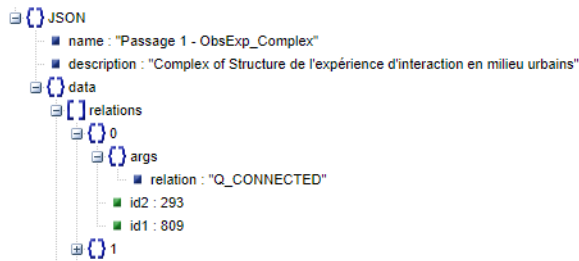 JSON
name : "Passage 1 - ObsExp_Complex"
description : "Complex of Structure de l'expérience d'interaction en milieu urbains"
data
relations
0
args
relation : "Q_CONNECTED"
id2 : 293
id1 : 809
1